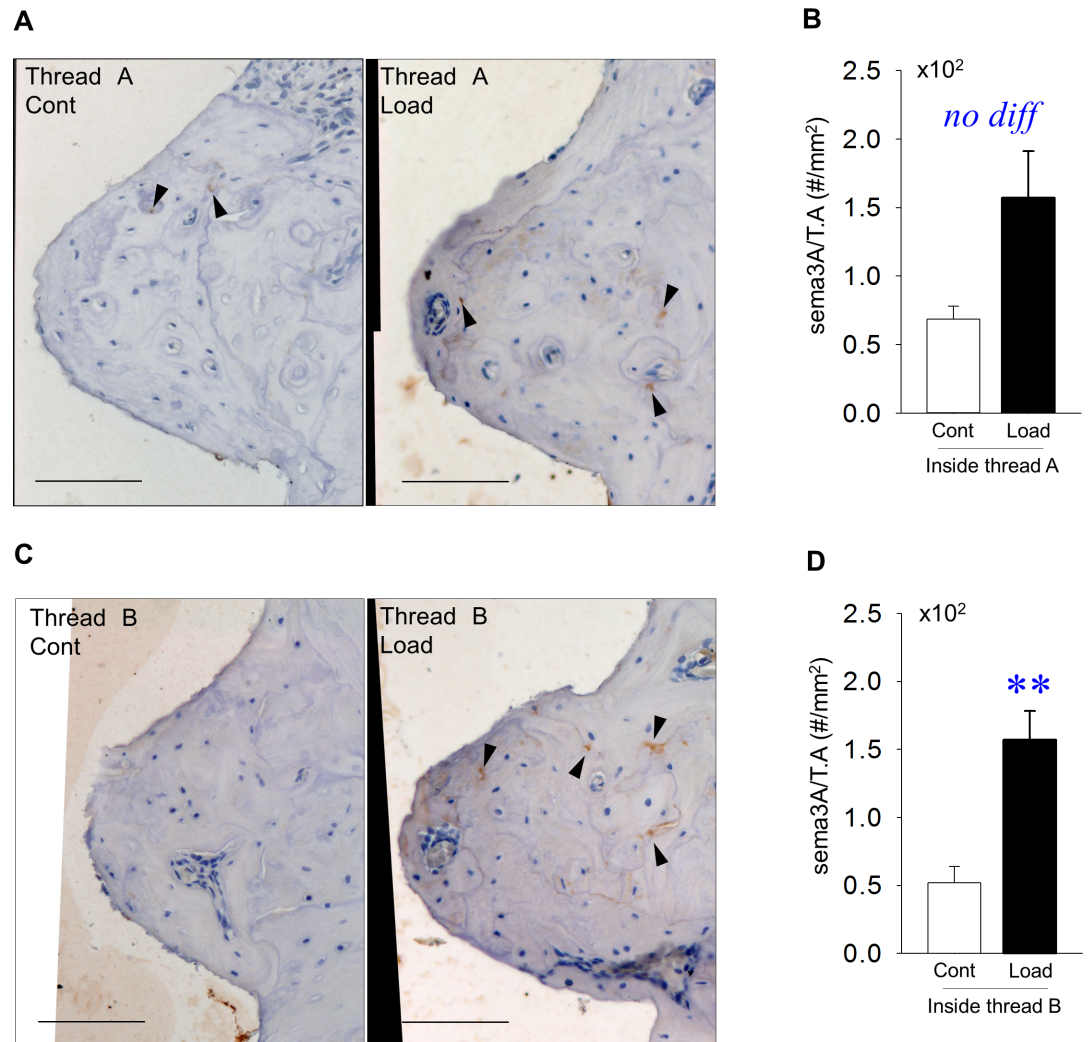 A
Thread A
Cont
Thread A
Load
B
x10²
no diff
sema3A/T.A (#/mm²)
2.5
2.0
1.5
1.0
0.5
0.0
Cont Load
Inside thread A
C
Thread B
Cont
Thread B
Load
D
x10²
**
sema3A/T.A (#/mm²)
2.5
2.0
1.5
1.0
0.5
0.0
Cont Load
Inside thread B